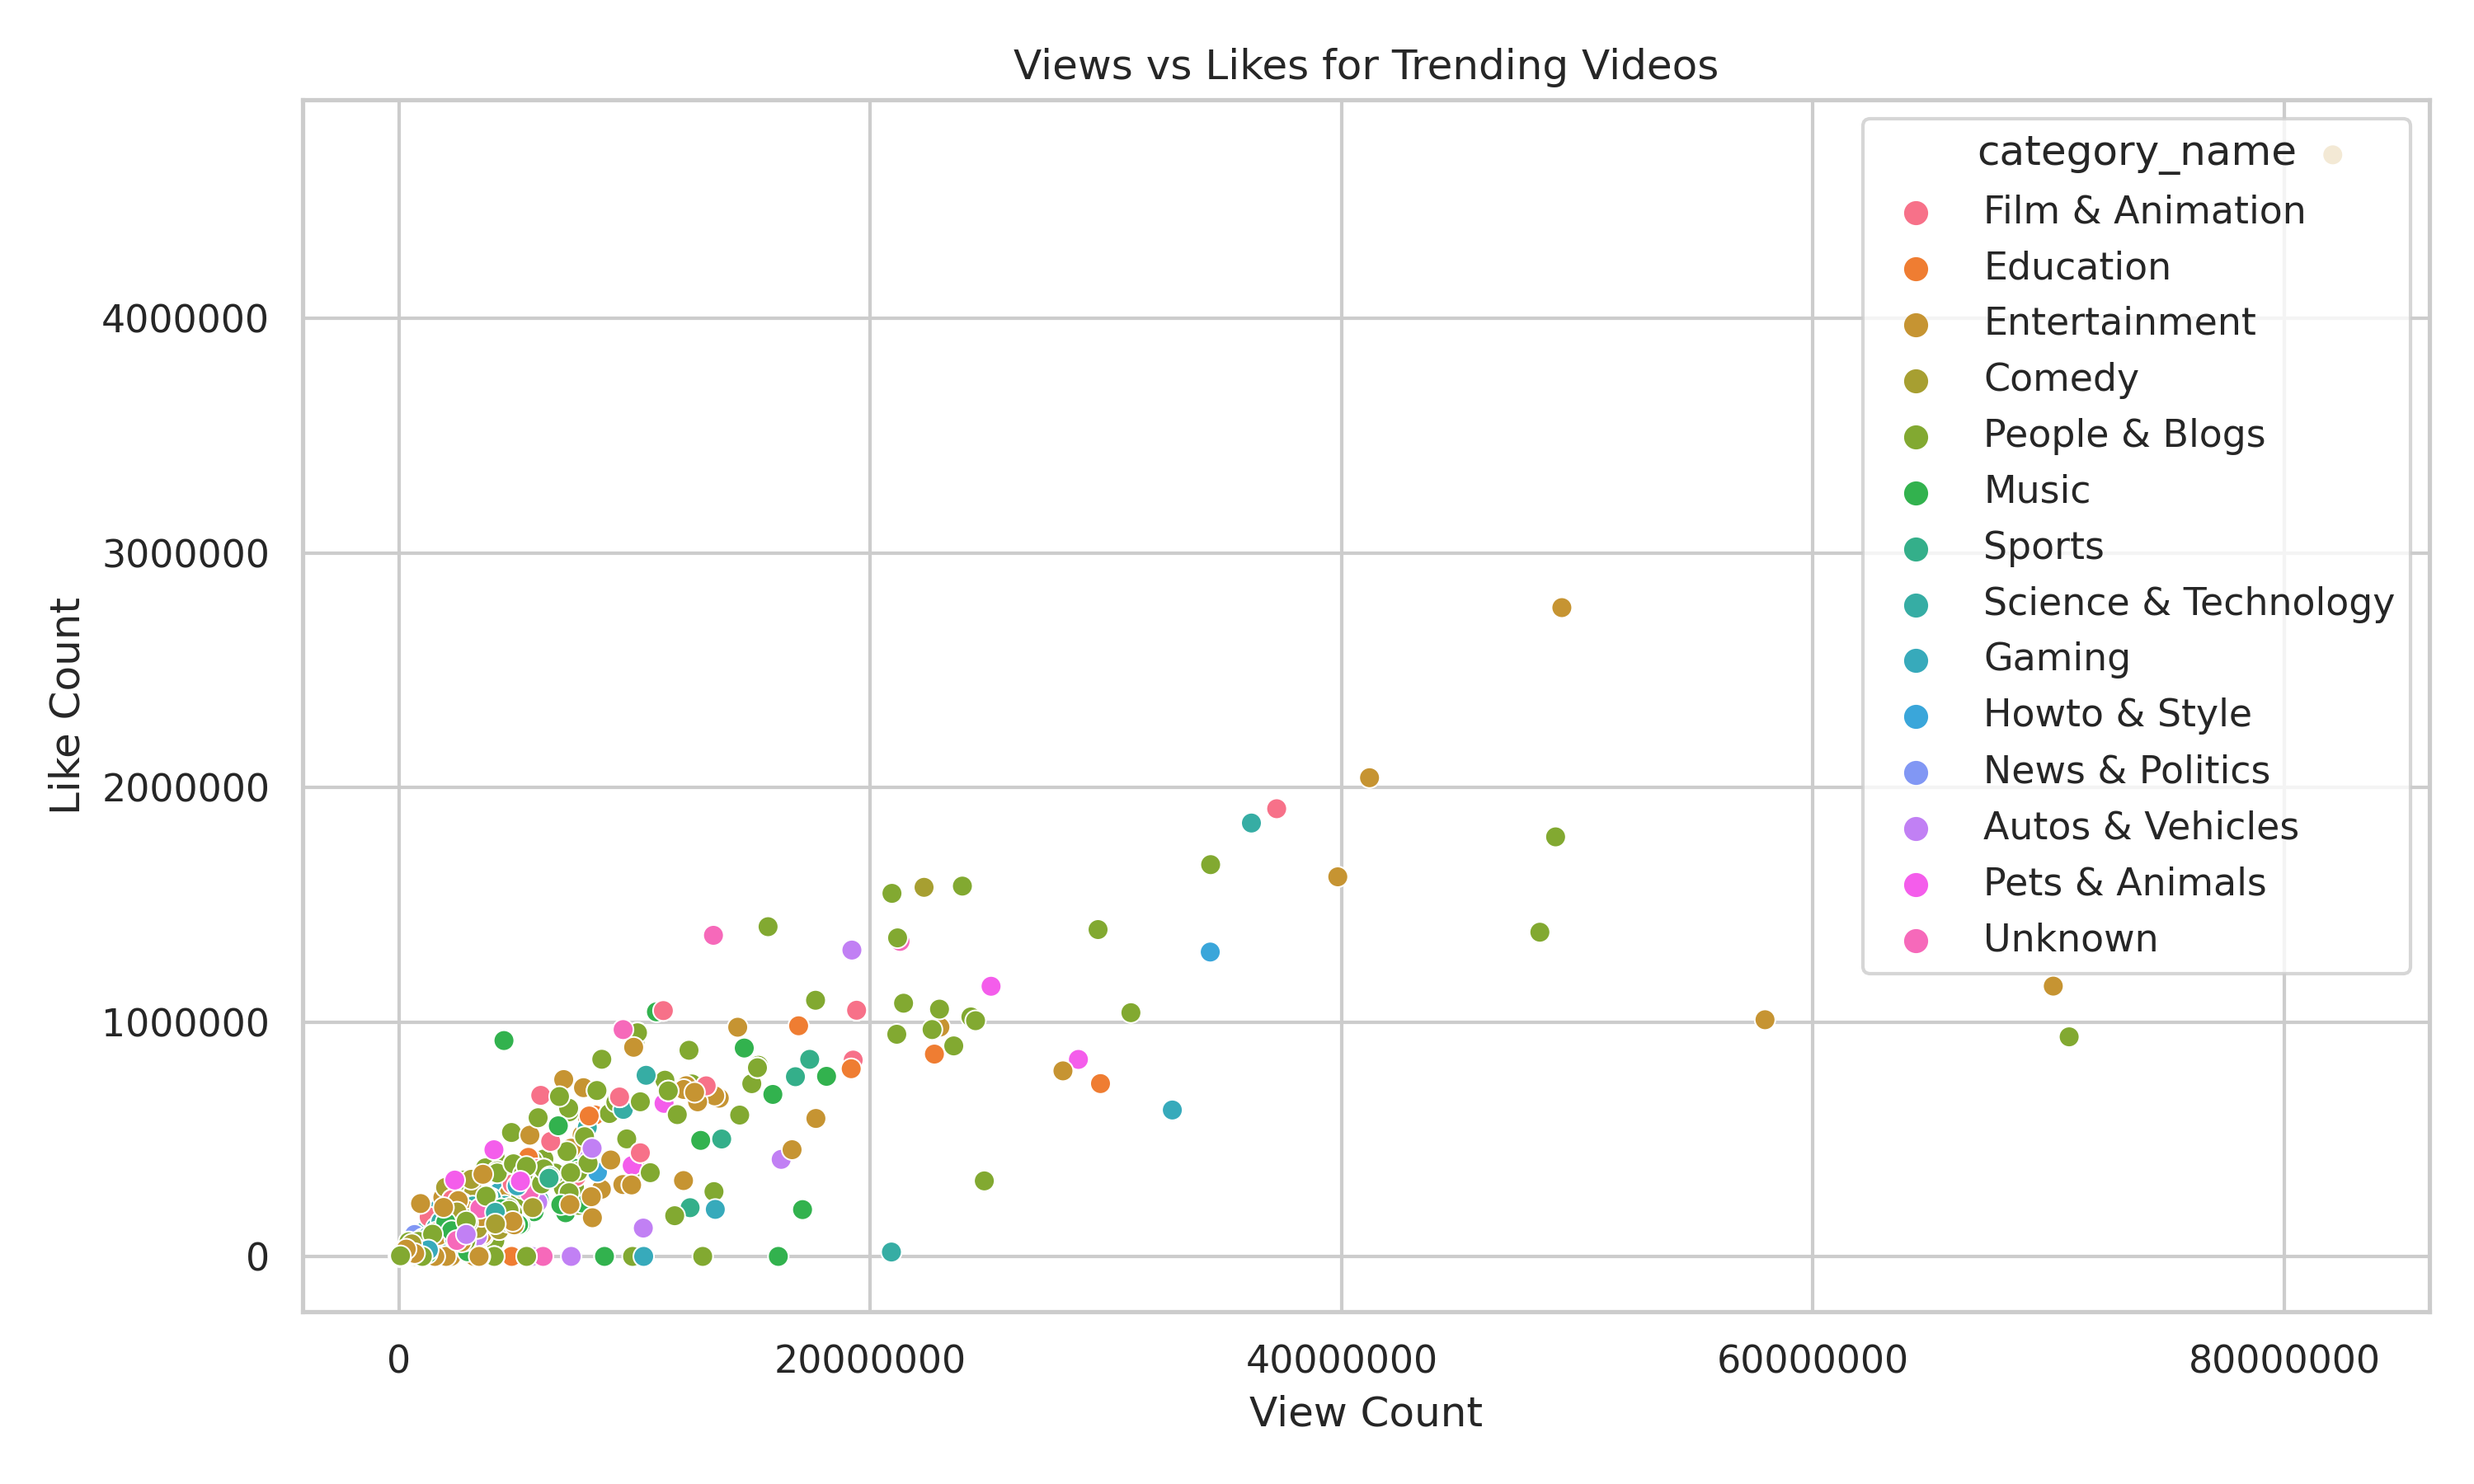 Views vs Likes for Trending Videos
category_name
Film & Animation
Education
Entertainment
Comedy
People & Blogs
Music
Sports
Science & Technology
Gaming
Howto & Style
News & Politics
Autos & Vehicles
Pets & Animals
Unknown
Like Count
4000000
3000000
2000000
1000000
0
0 20000000 40000000 60000000 80000000
View Count